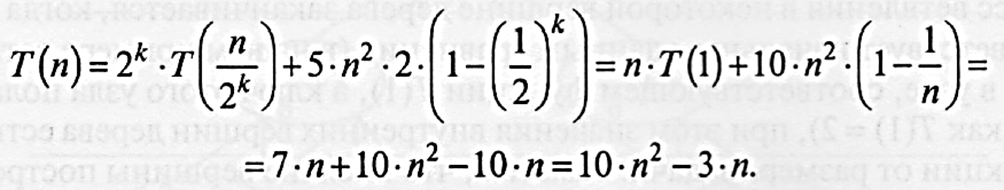 T(n)=2^k·T(n/2^k)+5·n^2·2·(1-(1/2)^k)=n·T(1)+10·n^2·(1-1/n)=
=7·n+10·n^2-10·n=10·n^2-3·n.